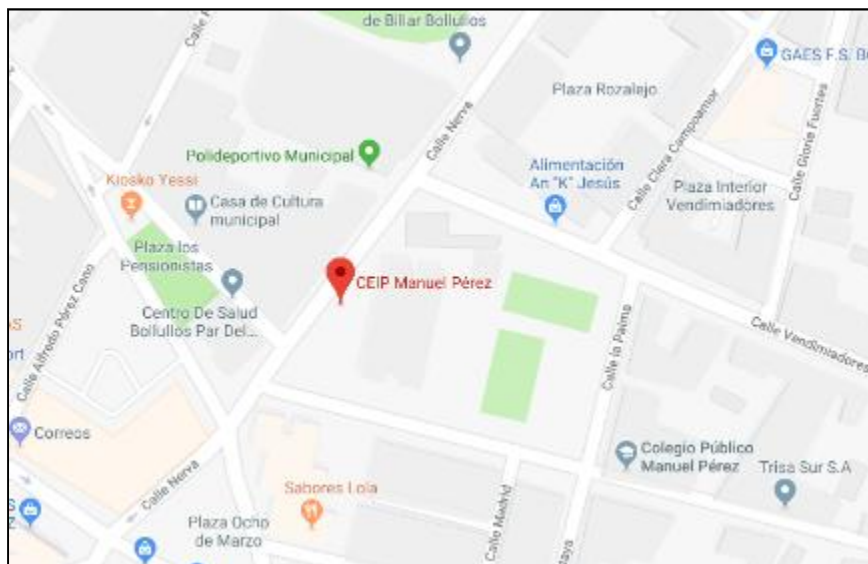 de Billar Bollullos
GAES F.S.
Plaza Rozalejo
Calle Nerva
Calle Clara Campoamor
Calle Gloria Fuertes
Polideportivo Municipal
Alimentación
An "K" Jesús
Kiosko Yessi
Casa de Cultura
municipal
Plaza Interior
Vendimiadores
Plaza los
Pensionistas
CEIP Manuel Pérez
Centro De Salud
Bollullos Par Del...
Calle Alfredo Pérez Cano
Calle la Palma
Calle Vendimiadores
Correos
Colegio Público
Manuel Pérez
Trisa Sur S.A
Calle Nerva
Sabores Lola
Plaza Ocho
de Marzo
Calle Madrid